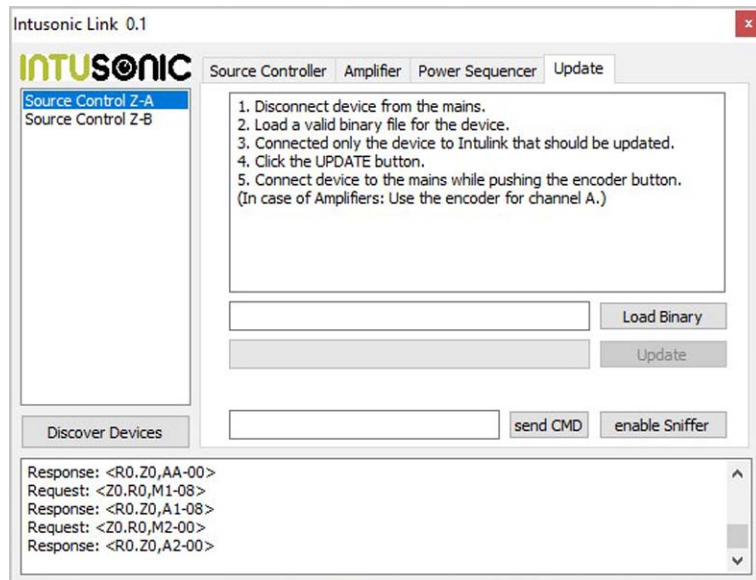 Intusonic Link 0.1
x
INTUSONIC
Source Controller Amplifier Power Sequencer Update
Source Control Z-A
Source Control Z-B
1. Disconnect device from the mains.
2. Load a valid binary file for the device.
3. Connected only the device to Intulink that should be updated.
4. Click the UPDATE button.
5. Connect device to the mains while pushing the encoder button.
(In case of Amplifiers: Use the encoder for channel A.)
Load Binary
Update
Discover Devices
send CMD
enable Sniffer
Response: <R0.Z0,AA-00>
Request: <Z0.R0,M1-08>
Response: <R0.Z0,A1-08>
Request: <Z0.R0,M2-00>
Response: <R0.Z0,A2-00>